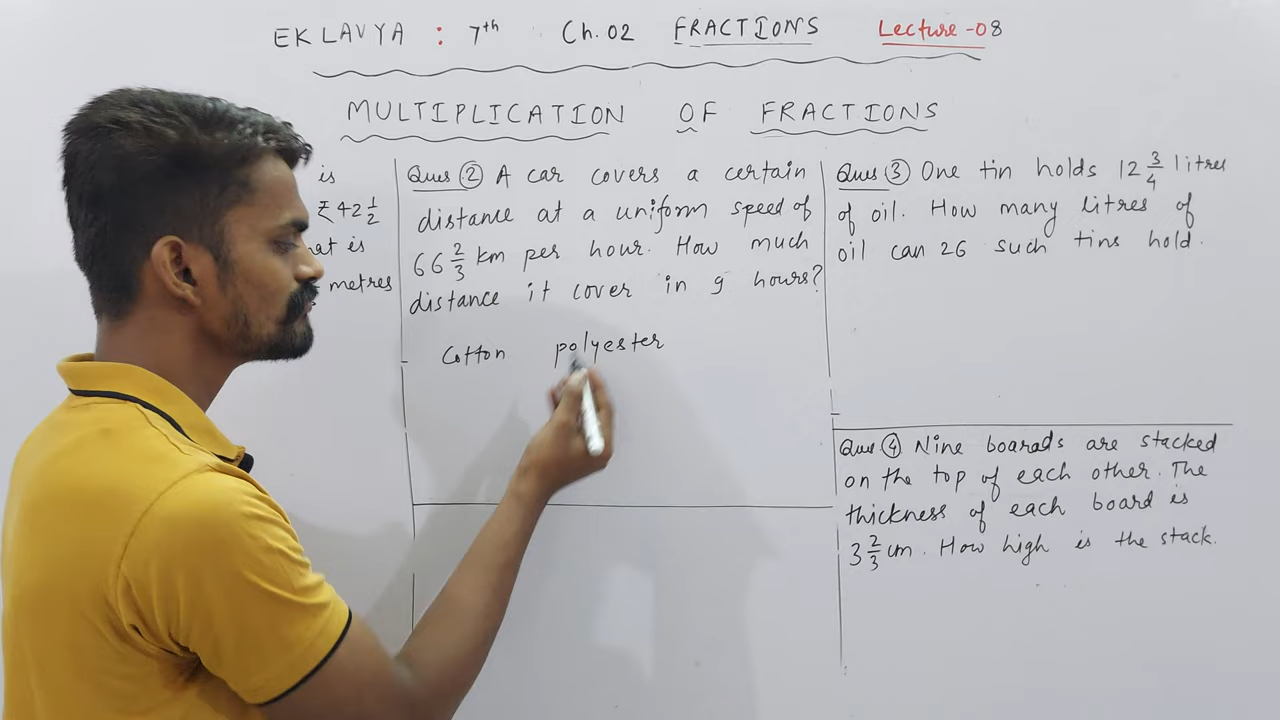 EKLAVYA : 7th Ch. 02 FRACTIONS Lecture -08
MULTIPLICATION OF FRACTIONS
is
₹42 1/2
at is
metres
Ques ② A car covers a certain
distance at a uniform speed of
66 2/3 km per hour. How much
distance it cover in 9 hours?
Cotton polyester
Ques ③ One tin holds 12 3/4 litres
of oil. How many litres of
oil can 26 such tins hold.
Ques ④ Nine boarads are stacked
on the top of each other. The
thickness of each board is
3 2/3 cm. How high is the stack.